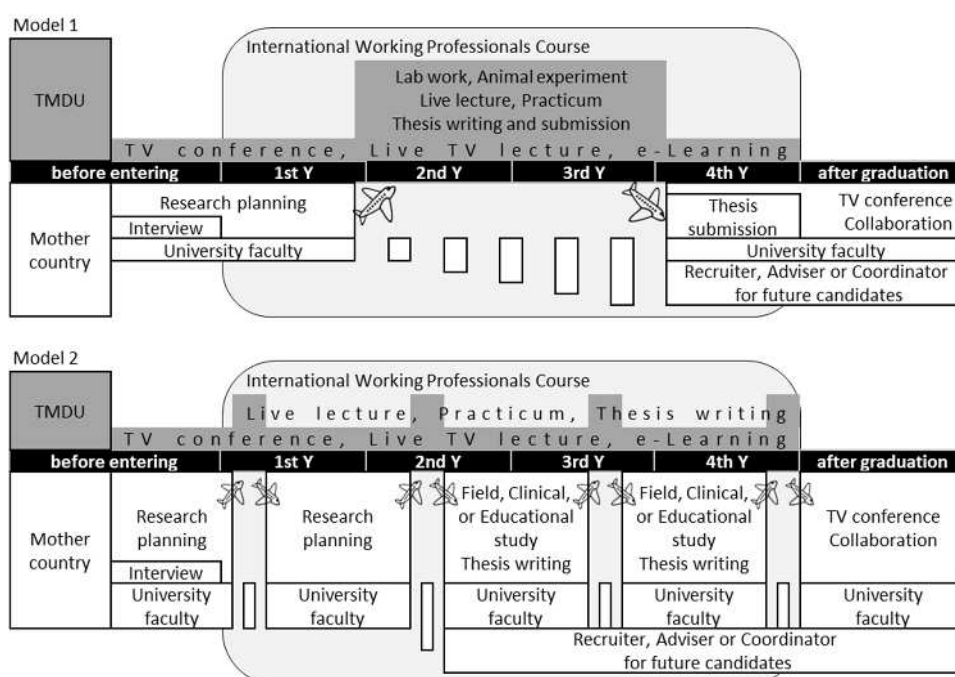 Model 1
International Working Professionals Course
Lab work, Animal experiment
TMDU
Live lecture, Practicum
Thesis writing and submission
TV conference, Live TV lecture, e-Learning
before entering 1st Y 2nd Y 3rd Y 4th Y after graduation
Research planning
Interview
University faculty
Mother
country
Thesis
submission
TV conference
Collaboration
University faculty
Recruiter, Adviser or Coordinator
for future candidates
Model 2
International Working Professionals Course
TMDU
Live lecture, Practicum, Thesis writing
TV conference, Live TV lecture, e-Learning
before entering 1st Y 2nd Y 3rd Y 4th Y after graduation
Mother
country
Research
planning
Interview
University
faculty
Research
planning
University
faculty
Field, Clinical,
or Educational
study
Thesis writing
University
faculty
Field, Clinical,
or Educational
study
Thesis writing
University
faculty
TV conference
Collaboration
University
faculty
Recruiter, Adviser or Coordinator
for future candidates